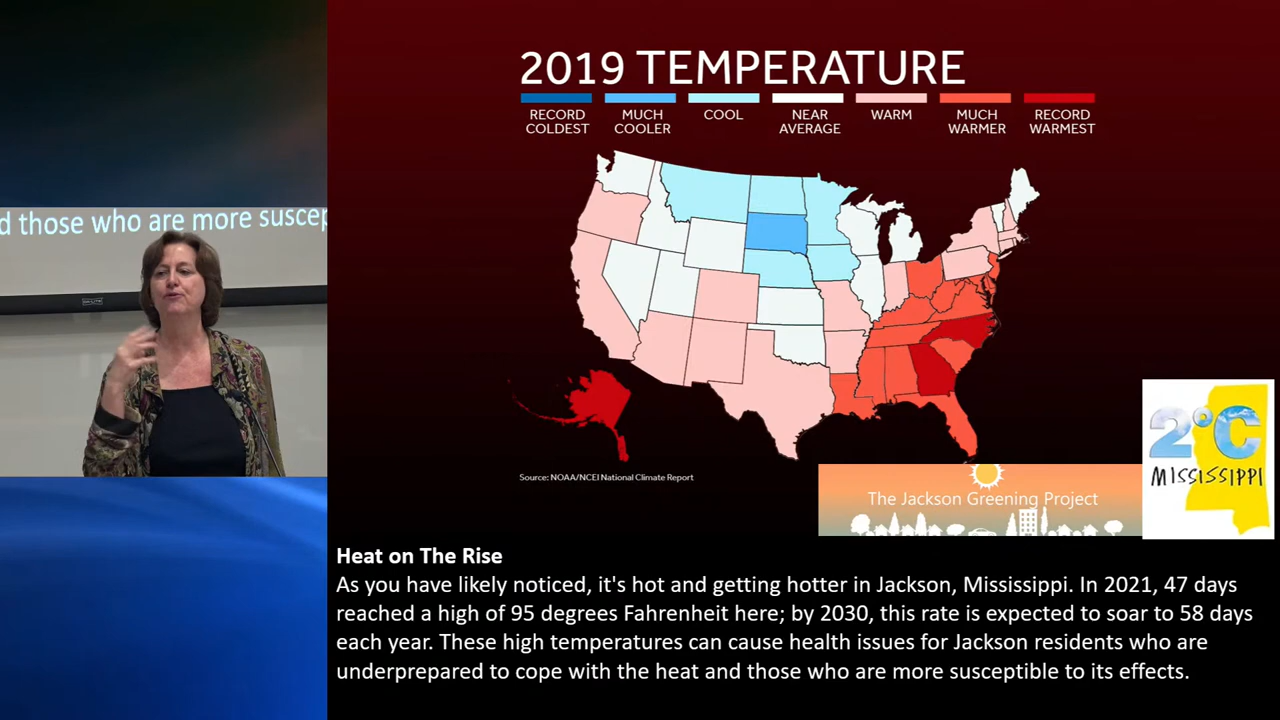 d those who are more suscep
2019 TEMPERATURE
RECORD COLDEST
MUCH COOLER
COOL
NEAR AVERAGE
WARM
MUCH WARMER
RECORD WARMEST
Source: NOAA/NCEI National Climate Report
The Jackson Greening Project
2°C
MISSISSIPPI
Heat on The Rise
As you have likely noticed, it's hot and getting hotter in Jackson, Mississippi. In 2021, 47 days
reached a high of 95 degrees Fahrenheit here; by 2030, this rate is expected to soar to 58 days
each year. These high temperatures can cause health issues for Jackson residents who are
underprepared to cope with the heat and those who are more susceptible to its effects.